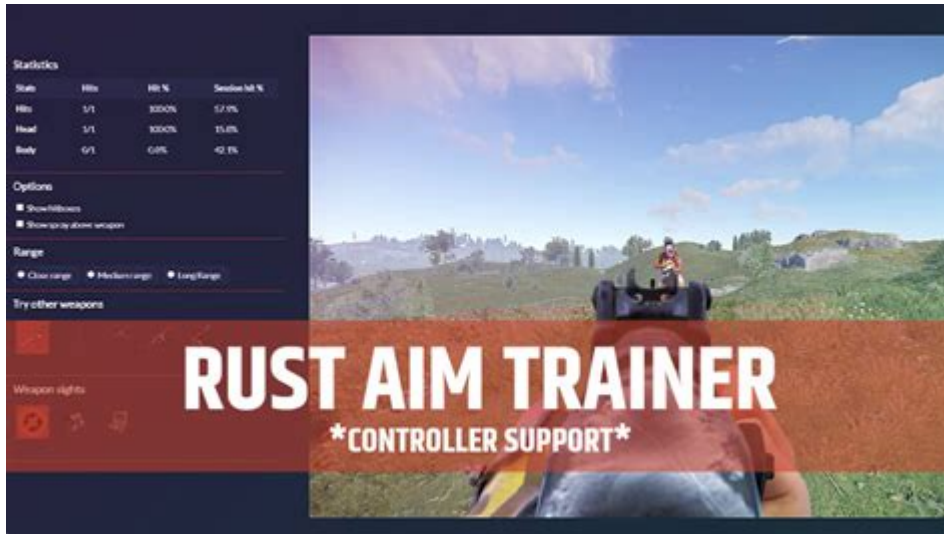 Statistics
Stats Hits Hit % Session hit %
Hits 1/1 100.0% 57.9%
Head 1/1 100.0% 15.8%
Body 0/1 0.0% 42.1%
Options
Show hitboxes
Show spray above weapon
Range
Close range Medium range Long Range
Try other weapons
RUST AIM TRAINER
Weapon sights
*CONTROLLER SUPPORT*